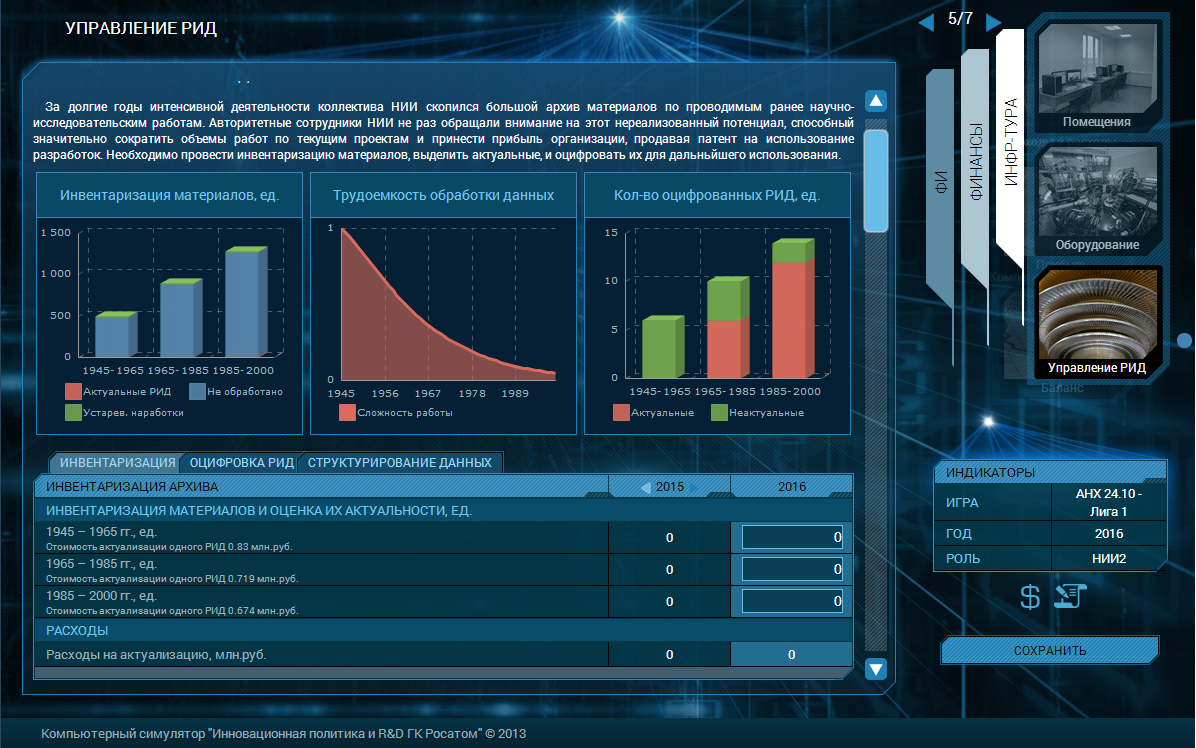 УПРАВЛЕНИЕ РИД
5/7
За долгие годы интенсивной деятельности коллектива НИИ скопился большой архив материалов по проводимым ранее научно-
исследовательским работам. Авторитетные сотрудники НИИ не раз обращали внимание на этот нереализованный потенциал, способный
значительно сократить объемы работ по текущим проектам и принести прибыль организации, продавая патент на использование
разработок. Необходимо провести инвентаризацию материалов, выделить актуальные, и оцифровать их для дальнейшего использования.
Инвентаризация материалов, ед.
1 500
1 000
500
0
1945-1965 1965-1985 1985-2000
Актуальные РИД Не обработано
Устарев. наработки
Трудоемкость обработки данных
1
0
1945 1956 1967 1978 1989
Сложность работы
Кол-во оцифрованных РИД, ед.
15
10
5
0
1945-1965 1965-1985 1985-2000
Актуальные Неактуальные
ИНВЕНТАРИЗАЦИЯ ОЦИФРОВКА РИД СТРУКТУРИРОВАНИЕ ДАННЫХ
ИНВЕНТАРИЗАЦИЯ АРХИВА 2015 2016
ИНВЕНТАРИЗАЦИЯ МАТЕРИАЛОВ И ОЦЕНКА ИХ АКТУАЛЬНОСТИ, ЕД.
1945 – 1965 гг., ед. 0 0
Стоимость актуализации одного РИД 0.83 млн.руб.
1965 – 1985 гг., ед. 0 0
Стоимость актуализации одного РИД 0.719 млн.руб.
1985 – 2000 гг., ед. 0 0
Стоимость актуализации одного РИД 0.674 млн.руб.
РАСХОДЫ
Расходы на актуализацию, млн.руб. 0 0
ФИ
ФИНАНСЫ
ИНФР-ТУРА
Помещения
Оборудование
Управление РИД
Баланс
ИНДИКАТОРЫ
ИГРА АНХ 24.10 -
Лига 1
ГОД 2016
РОЛЬ НИИ2
$
СОХРАНИТЬ
Компьютерный симулятор "Инновационная политика и R&D ГК Росатом" © 2013